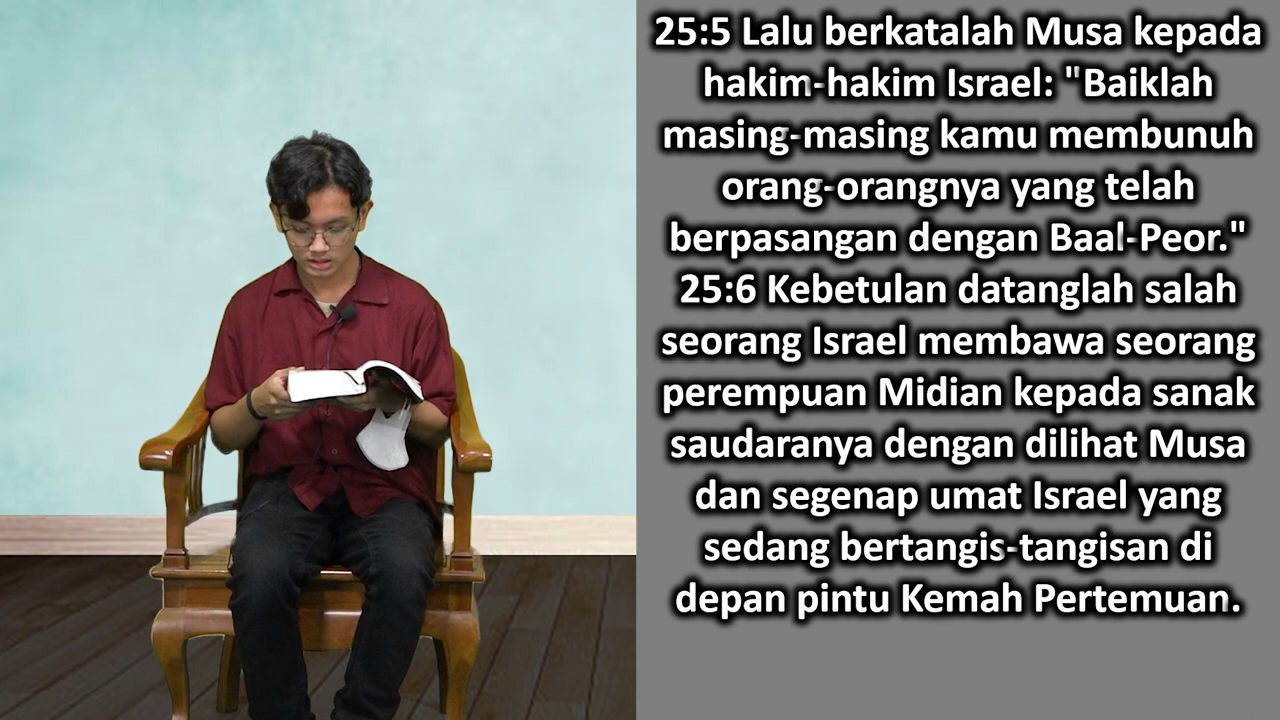 25:5 Lalu berkatalah Musa kepada
hakim-hakim Israel: "Baiklah
masing-masing kamu membunuh
orang-orangnya yang telah
berpasangan dengan Baal-Peor."
25:6 Kebetulan datanglah salah
seorang Israel membawa seorang
perempuan Midian kepada sanak
saudaranya dengan dilihat Musa
dan segenap umat Israel yang
sedang bertangis-tangisan di
depan pintu Kemah Pertemuan.